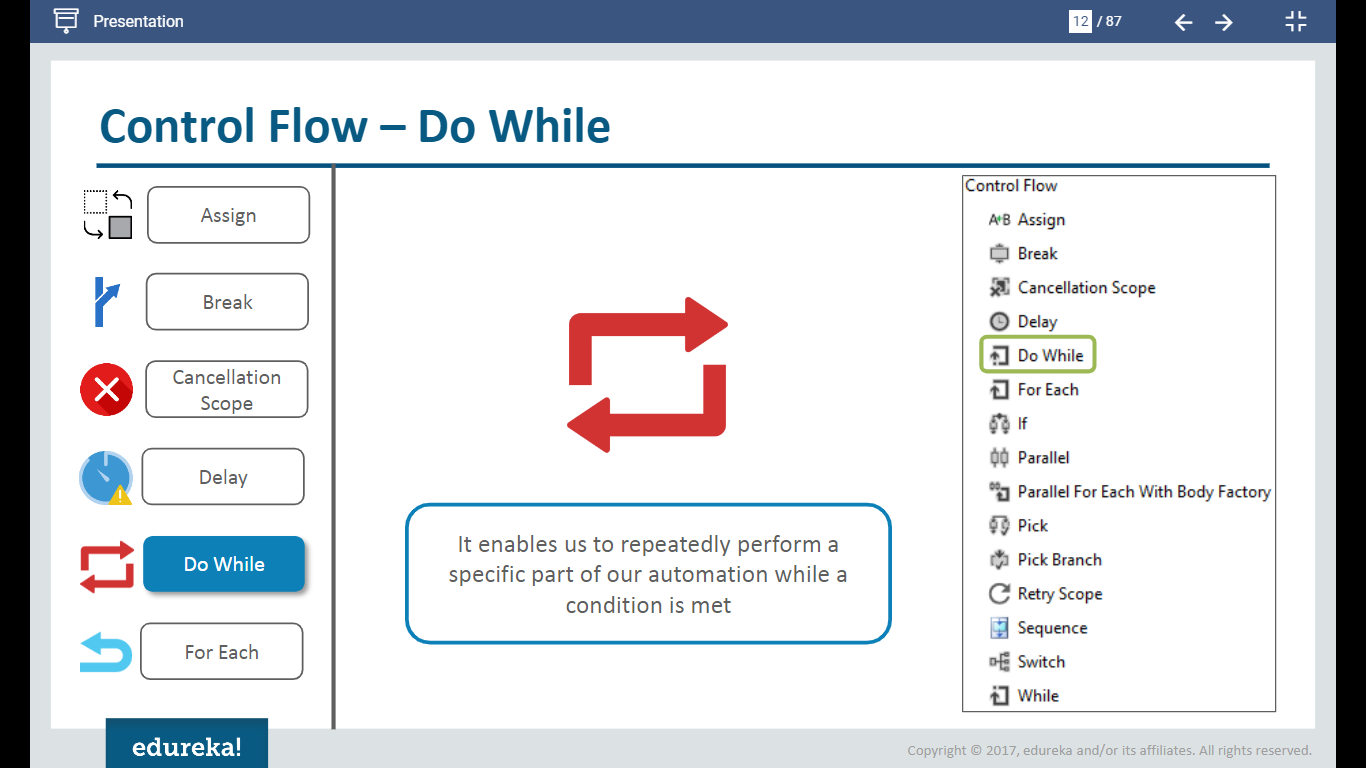 Presentation
12 / 87
Control Flow – Do While
Assign
Break
Cancellation
Scope
Delay
Do While
For Each
It enables us to repeatedly perform a
specific part of our automation while a
condition is met
Control Flow
A+B Assign
Break
Cancellation Scope
Delay
Do While
For Each
If
Parallel
Parallel For Each With Body Factory
Pick
Pick Branch
Retry Scope
Sequence
Switch
While
edureka!
Copyright © 2017, edureka and/or its affiliates. All rights reserved.